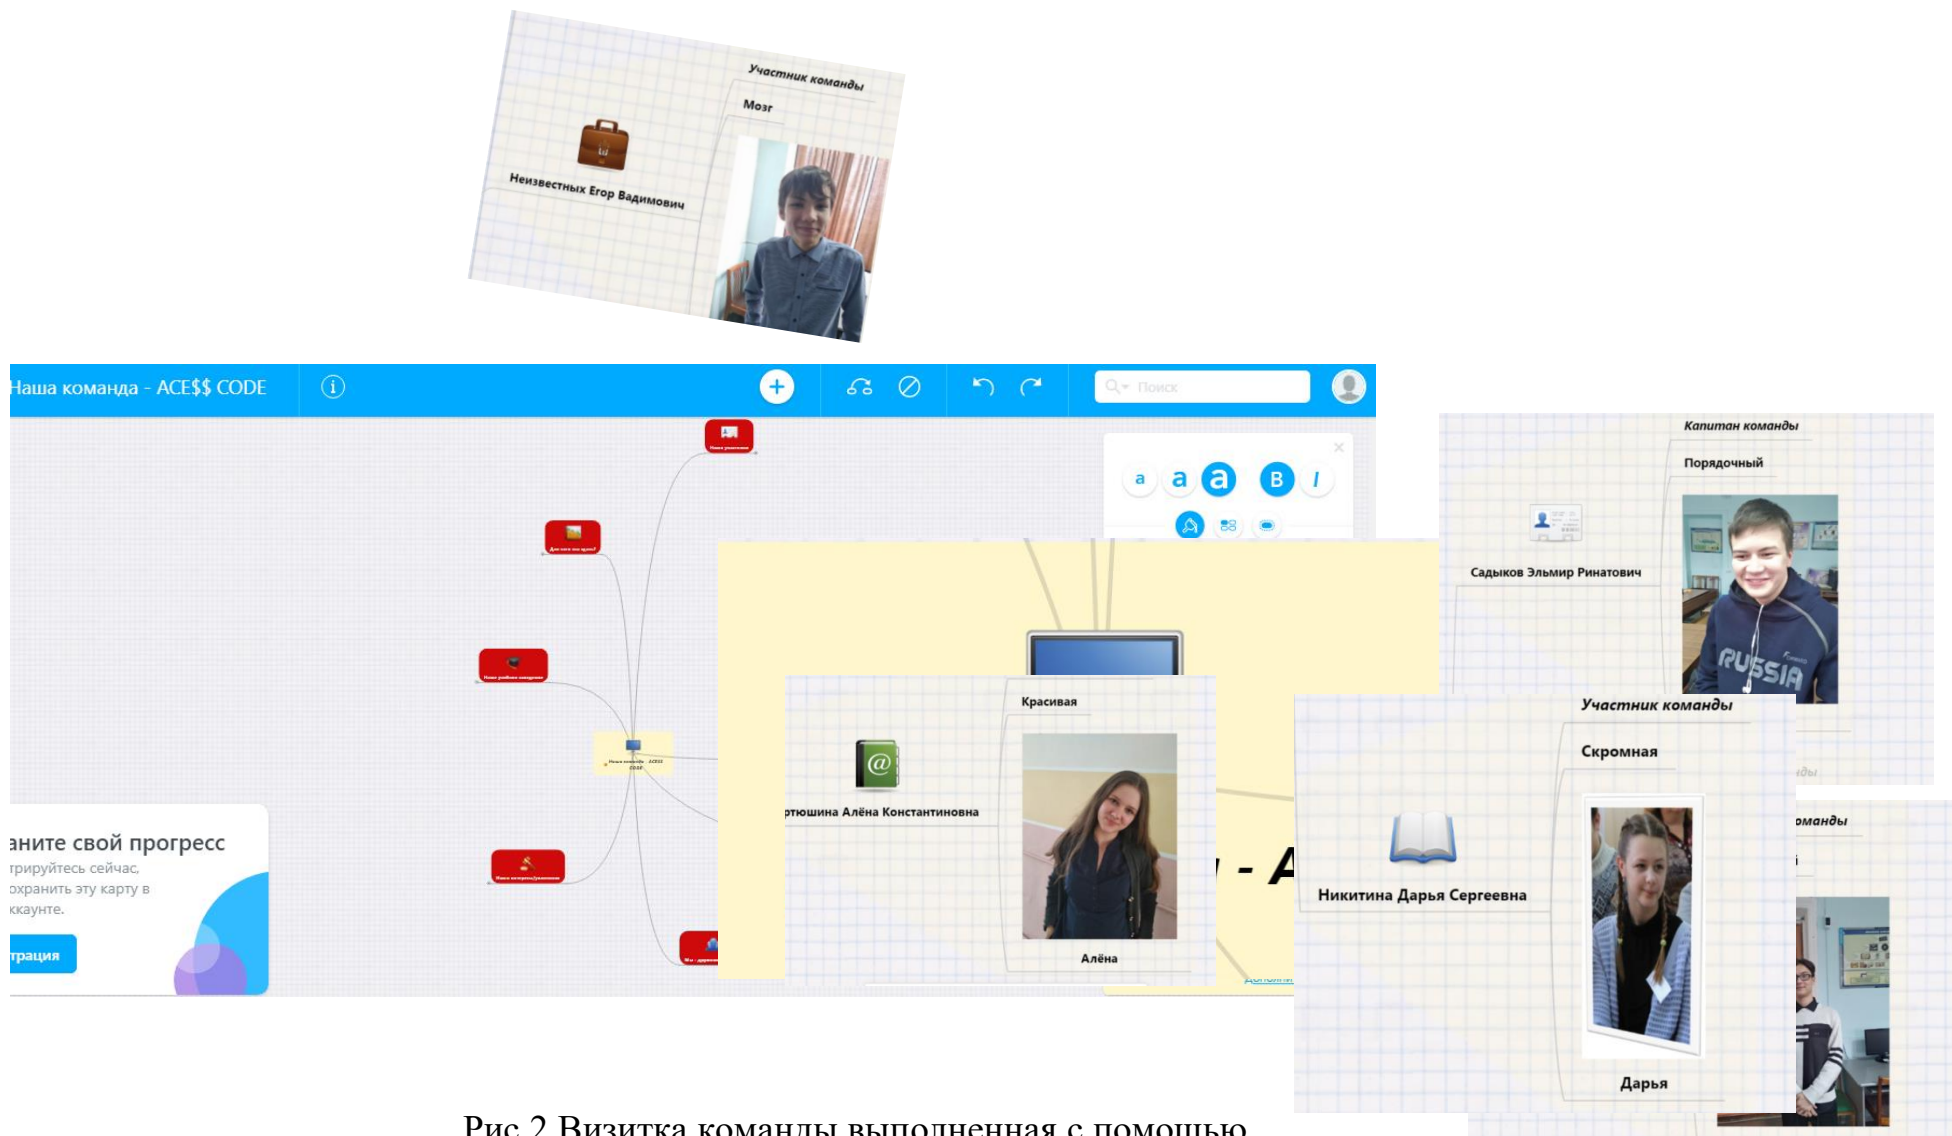 Участник команды
Мозг
Неизвестных Егор Вадимович
Наша команда - ACE$$ CODE
Поиск
a a a B I
Капитан команды
Порядочный
Садыков Эльмир Ринатович
RUSSIA
Красивая
@
ртюшина Алёна Константиновна
Алёна
- A
Участник команды
Скромная
Никитина Дарья Сергеевна
Дарья
оманды
й
аните свой прогресс
трируйтесь сейчас,
охранить эту карту в
ккаунте.
трация
Рис 2 Визитка команды выполненная с помощью